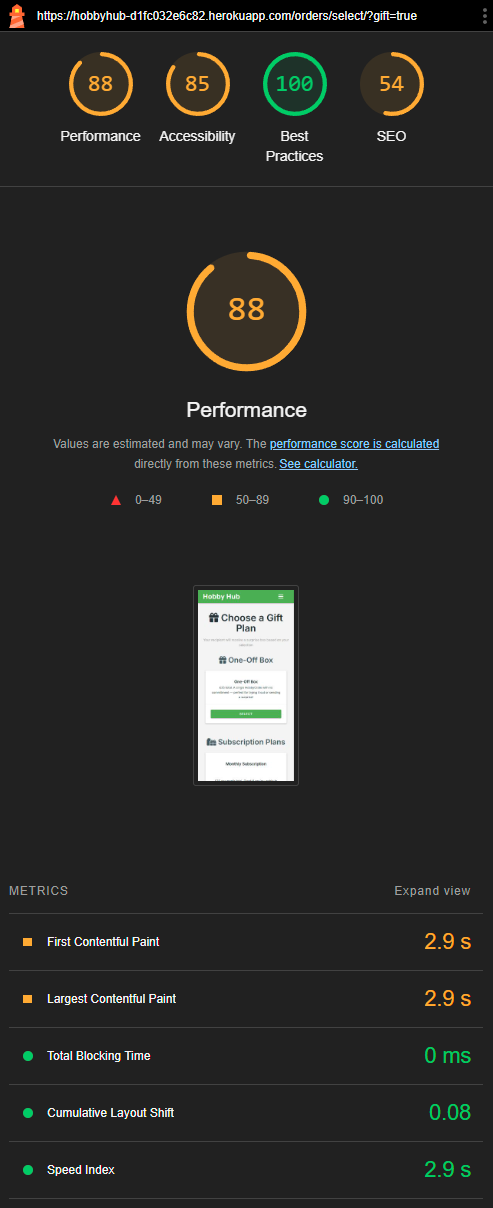 https://hobbyhub-d1fc032e6c82.herokuapp.com/orders/select/?gift=true
88
85
100
54
Performance
Accessibility
Best
Practices
SEO
88
Performance
Values are estimated and may vary. The performance score is calculated
directly from these metrics. See calculator.
0–49
50–89
90–100
Hobby Hub
Choose a Gift
Plan
One-Off Box
One-Off Box
SELECT
Subscription Plans
Monthly Subscription
METRICS
Expand view
First Contentful Paint
2.9 s
Largest Contentful Paint
2.9 s
Total Blocking Time
0 ms
Cumulative Layout Shift
0.08
Speed Index
2.9 s